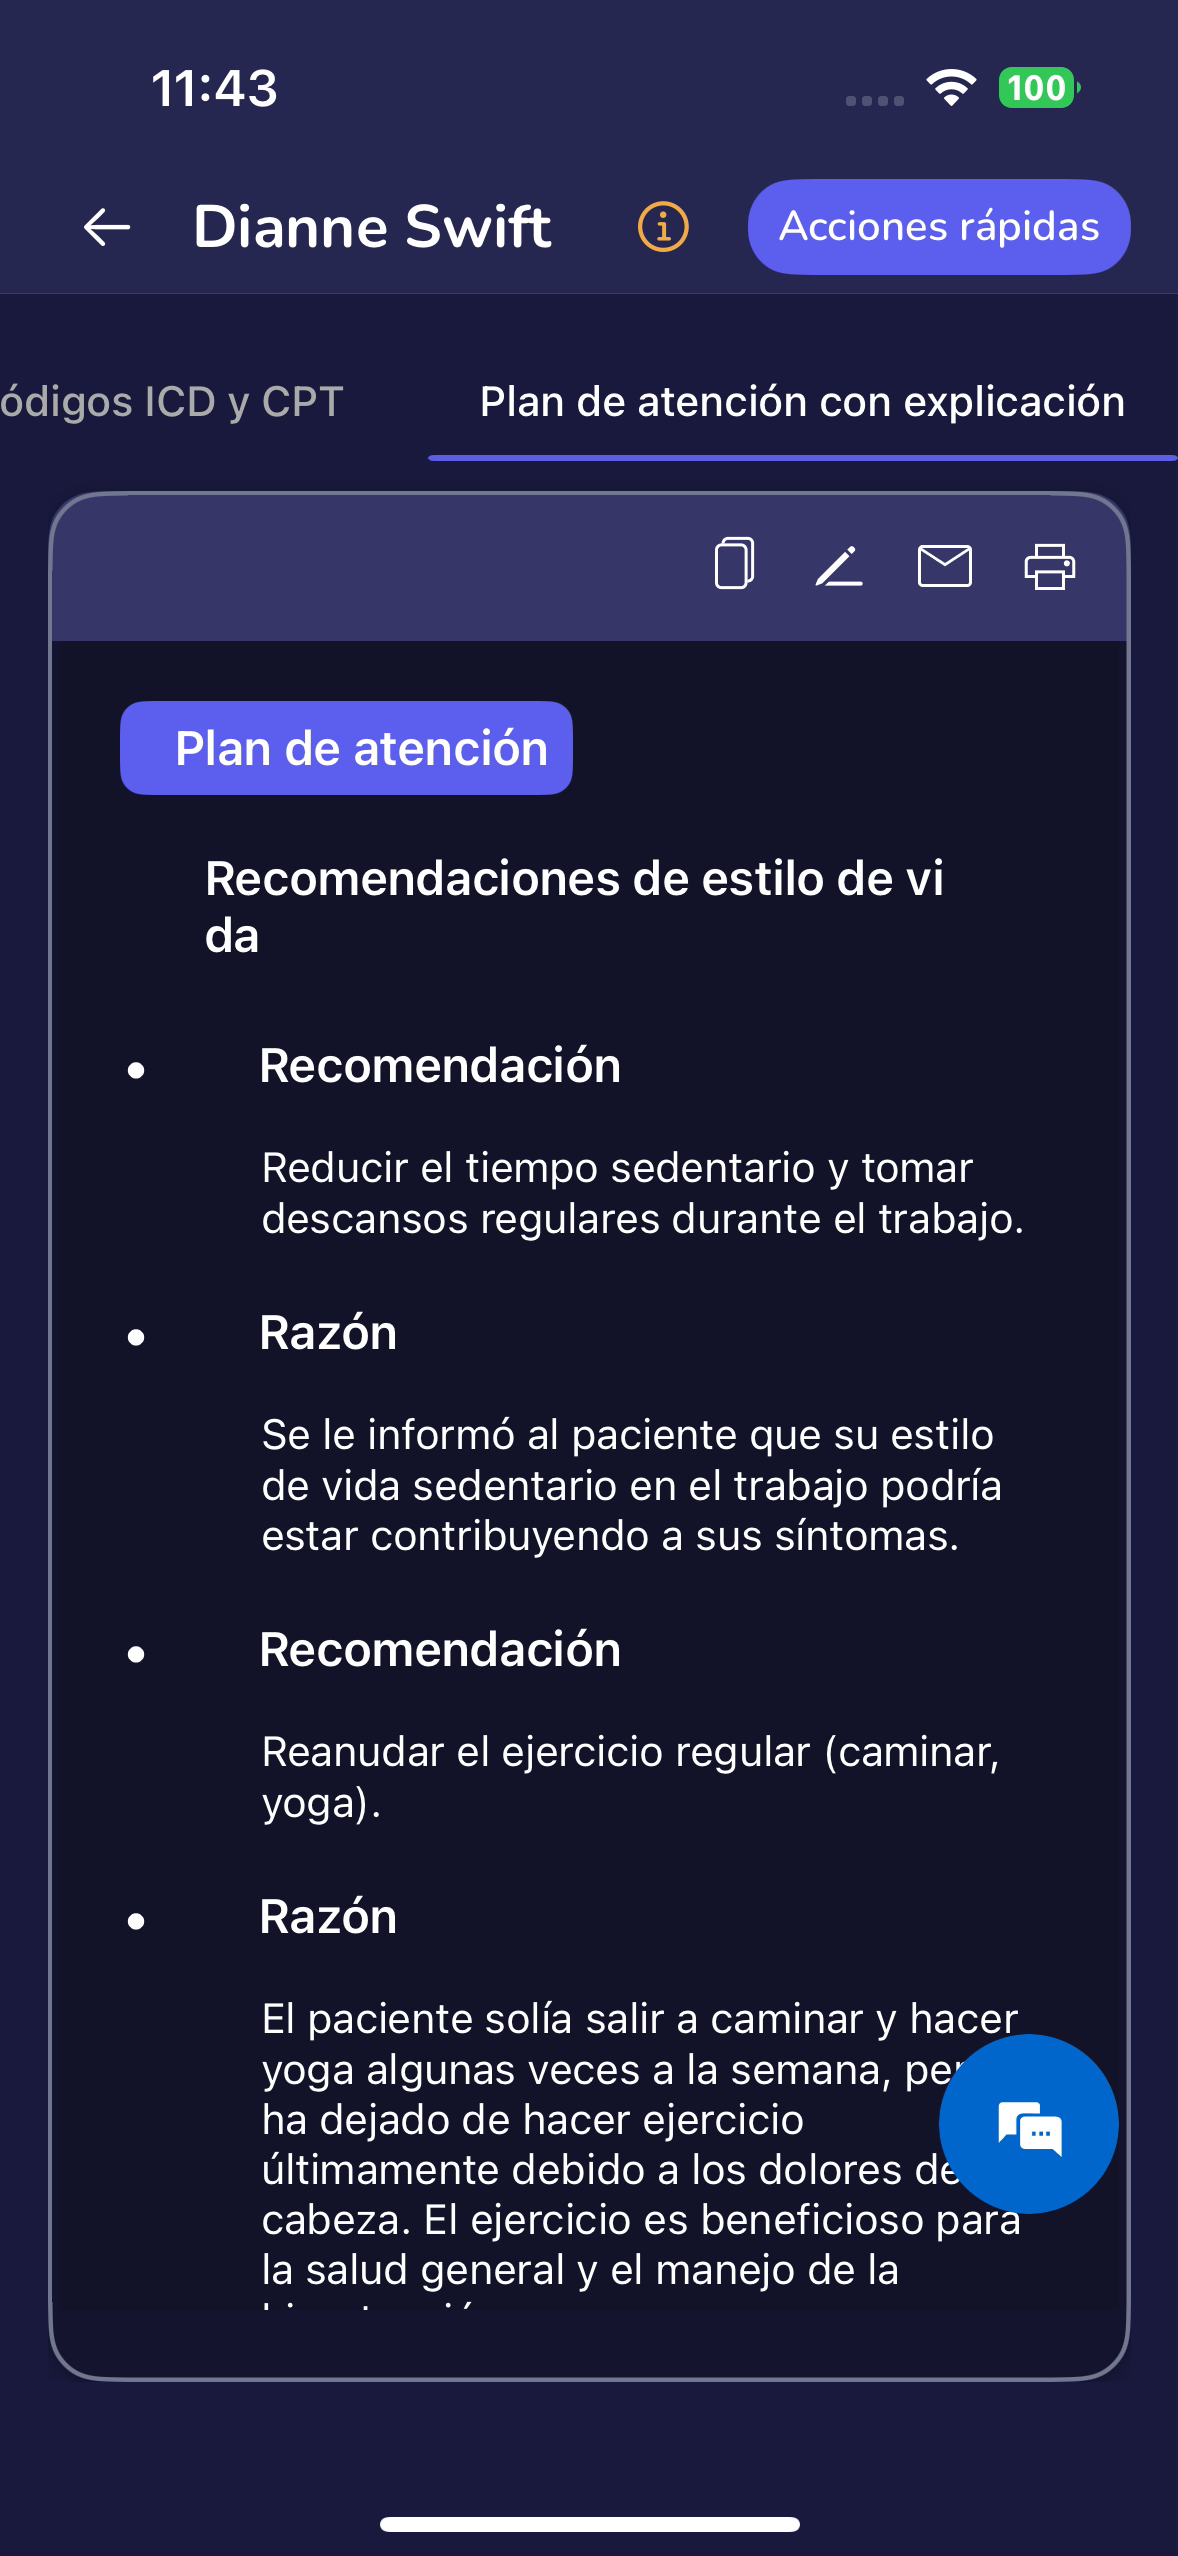 11:43
100
Dianne Swift
Acciones rápidas
ódigos ICD y CPT
Plan de atención con explicación
Plan de atención
Recomendaciones de estilo de vi
da
• Recomendación
Reducir el tiempo sedentario y tomar
descansos regulares durante el trabajo.
• Razón
Se le informó al paciente que su estilo
de vida sedentario en el trabajo podría
estar contribuyendo a sus síntomas.
• Recomendación
Reanudar el ejercicio regular (caminar,
yoga).
• Razón
El paciente solía salir a caminar y hacer
yoga algunas veces a la semana,
ha dejado de hacer ejercicio
últimamente debido a los dolores de
cabeza. El ejercicio es beneficioso para
la salud general y el manejo de la